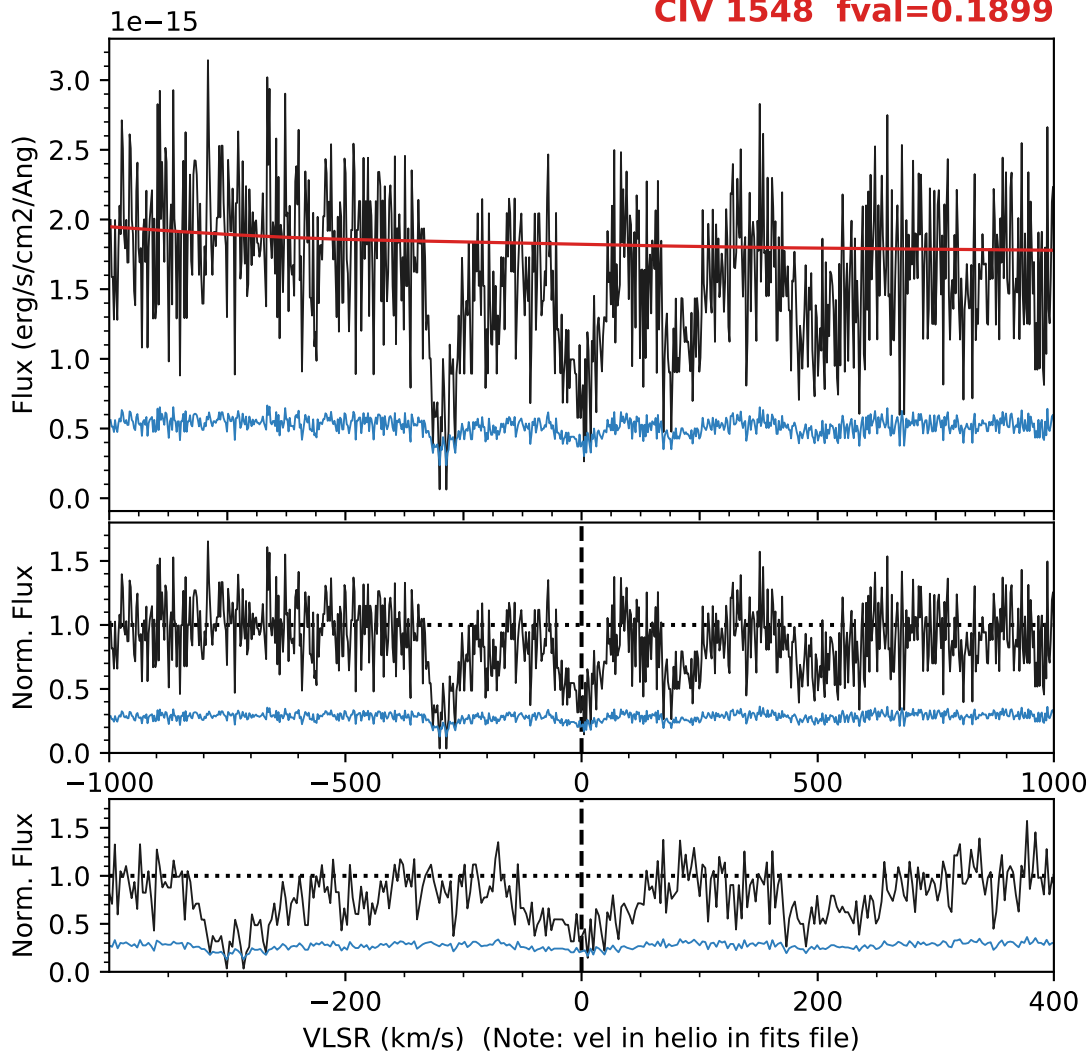 CIV 1548 fval=0.1899
1e−15
3.0
2.5
2.0
1.5
1.0
0.5
0.0
Flux (erg/s/cm2/Ang)
1.5
1.0
0.5
0.0
Norm. Flux
−1000 −500 0 500 1000
1.5
1.0
0.5
0.0
Norm. Flux
−200 0 200 400
VLSR (km/s) (Note: vel in helio in fits file)